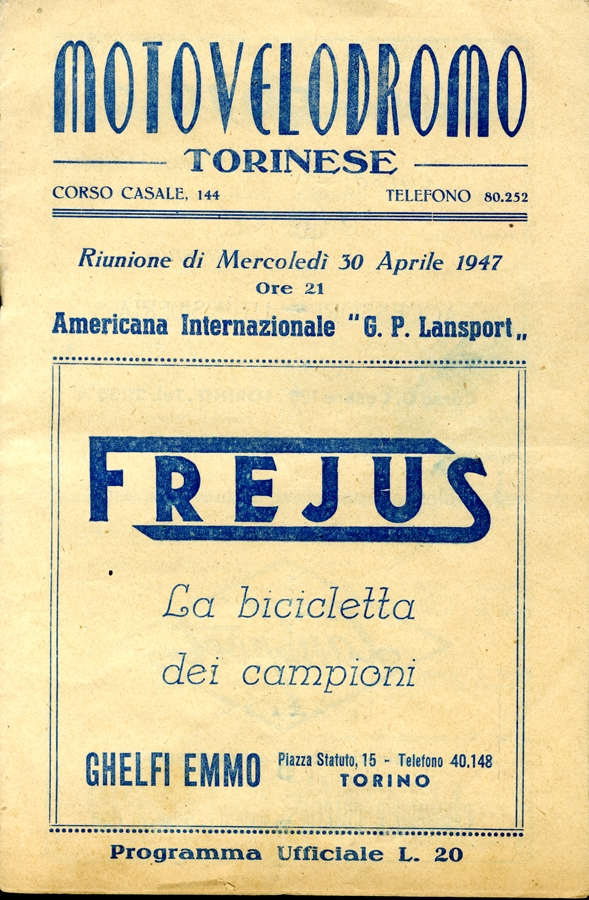 MOTOVELODROMO
TORINESE
CORSO CASALE, 144 TELEFONO 80.252
Riunione di Mercoledì 30 Aprile 1947
Ore 21
Americana Internazionale "G. P. Lansport„
FREJUS
La bicicletta
dei campioni
GHELFI EMMO Piazza Statuto, 15 - Telefono 40.148
TORINO
Programma Ufficiale L. 20